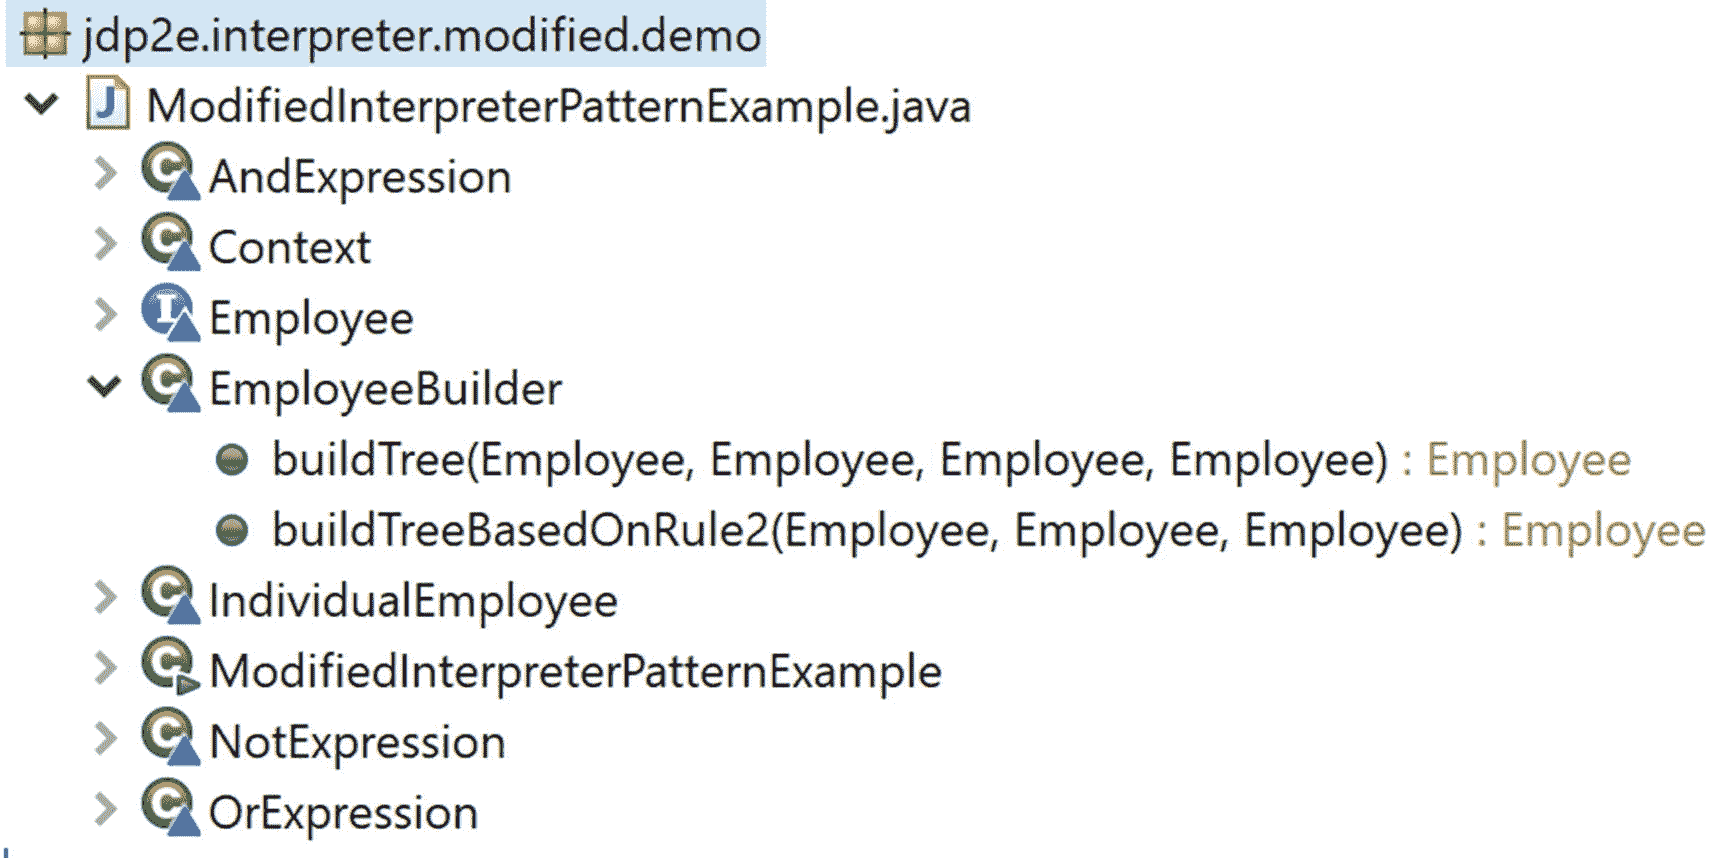 jdp2e.interpreter.modified.demo
ModifiedInterpreterPatternExample.java
AndExpression
Context
Employee
EmployeeBuilder
buildTree(Employee, Employee, Employee, Employee) : Employee
buildTreeBasedOnRule2(Employee, Employee, Employee) : Employee
IndividualEmployee
ModifiedInterpreterPatternExample
NotExpression
OrExpression